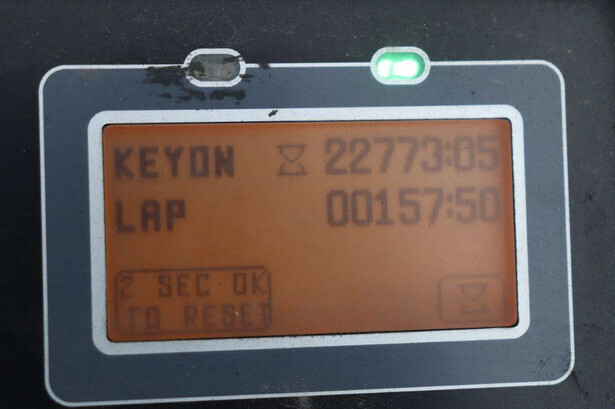 KEYON 22773:05
LAP 00157:50
2 SEC OK
TO RESET